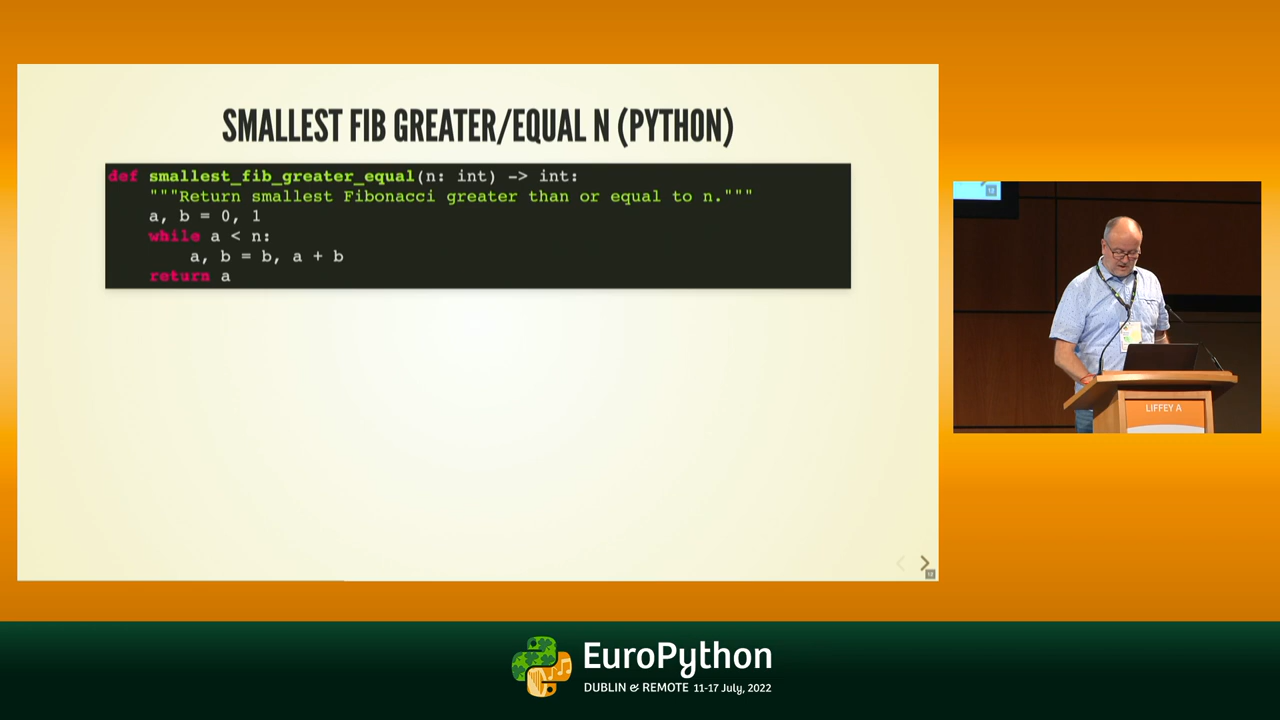 SMALLEST FIB GREATER/EQUAL N (PYTHON)
def smallest_fib_greater_equal(n: int) -> int:
    """Return smallest Fibonacci greater than or equal to n."""
    a, b = 0, 1
    while a < n:
        a, b = b, a + b
    return a
LIFFEY A
EuroPython
DUBLIN & REMOTE 11-17 July, 2022